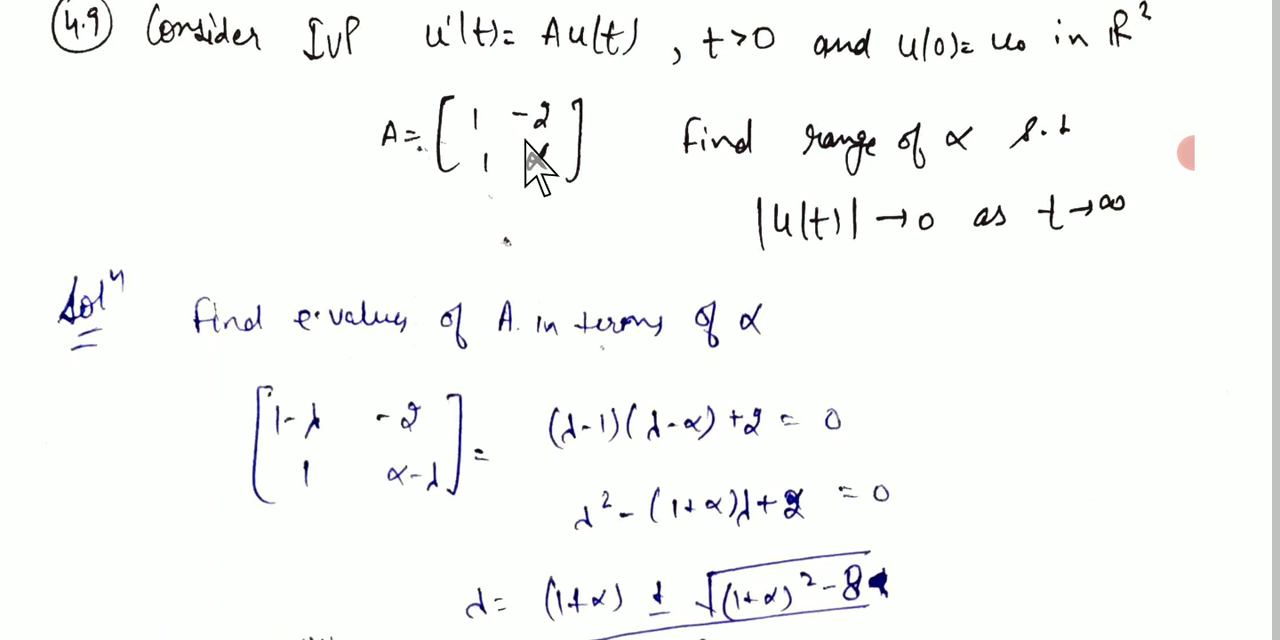 4.9 Consider IVP u'(t)= Au(t) , t>0 and u(0)= u₀ in R²
A= [ 1 -2
1 α ] find range of α s.t
|u(t)| →0 as t→∞
Solⁿ find e.values of A. in terms of α
[ 1-λ -2
1 α-λ ] = (λ-1)(λ-α)+2 = 0
λ² - (1+α)λ+2 = 0
λ= (1+α) ± √(1+α)² - 8